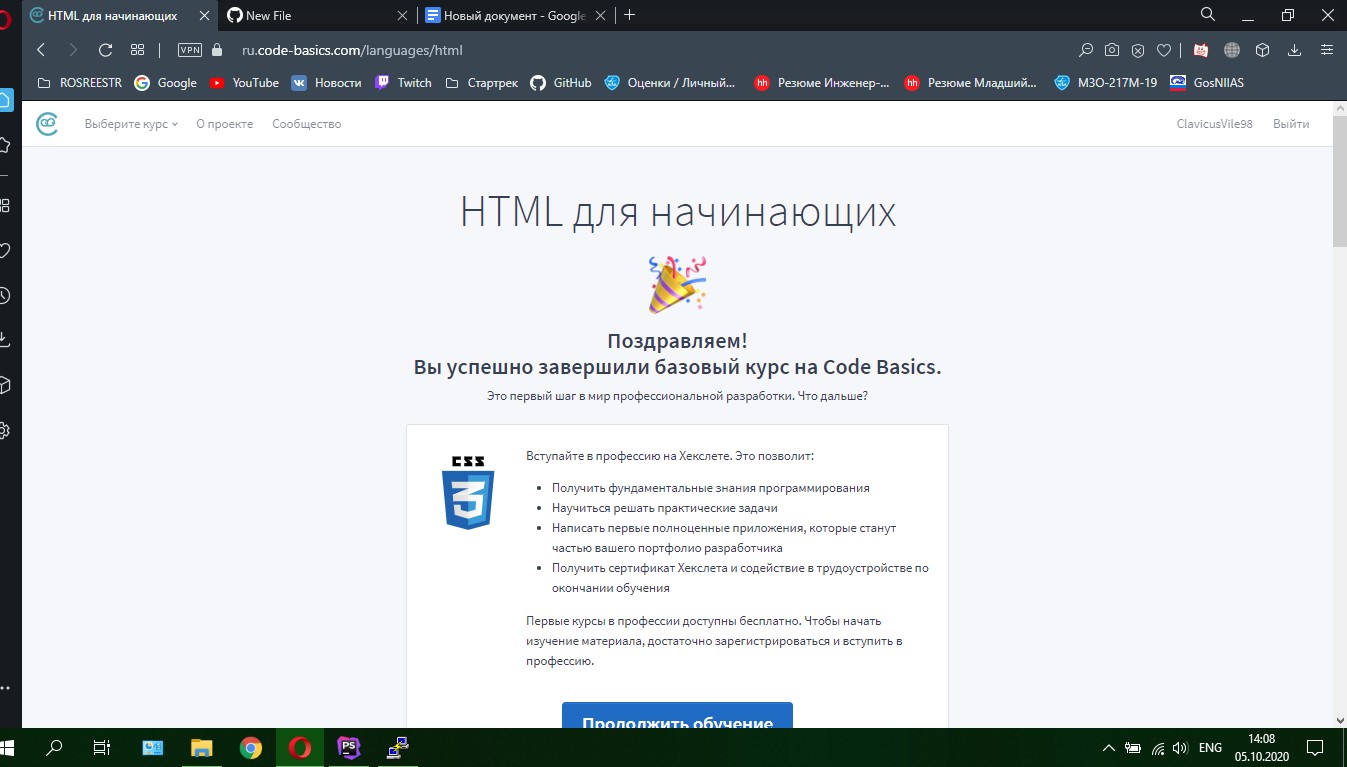 HTML для начинающих
New File
Новый документ - Google
VPN
ru.code-basics.com/languages/html
ROSREESTR
Google
YouTube
Новости
Twitch
Стартрек
GitHub
Оценки / Личный...
hh
Резюме Инженер-...
hh
Резюме Младший...
М3О-217М-19
GosNIIAS
Выберите курс
О проекте
Сообщество
ClavicusVile98
Выйти
HTML для начинающих
Поздравляем!
Вы успешно завершили базовый курс на Code Basics.
Это первый шаг в мир профессиональной разработки. Что дальше?
CSS
3
Вступайте в профессию на Хекслете. Это позволит:
Получить фундаментальные знания программирования
Научиться решать практические задачи
Написать первые полноценные приложения, которые станут
частью вашего портфолио разработчика
Получить сертификат Хекслета и содействие в трудоустройстве по
окончании обучения
Первые курсы в профессии доступны бесплатно. Чтобы начать
изучение материала, достаточно зарегистрироваться и вступить в
профессию.
Продолжить обучение
PS
ENG
14:08
05.10.2020